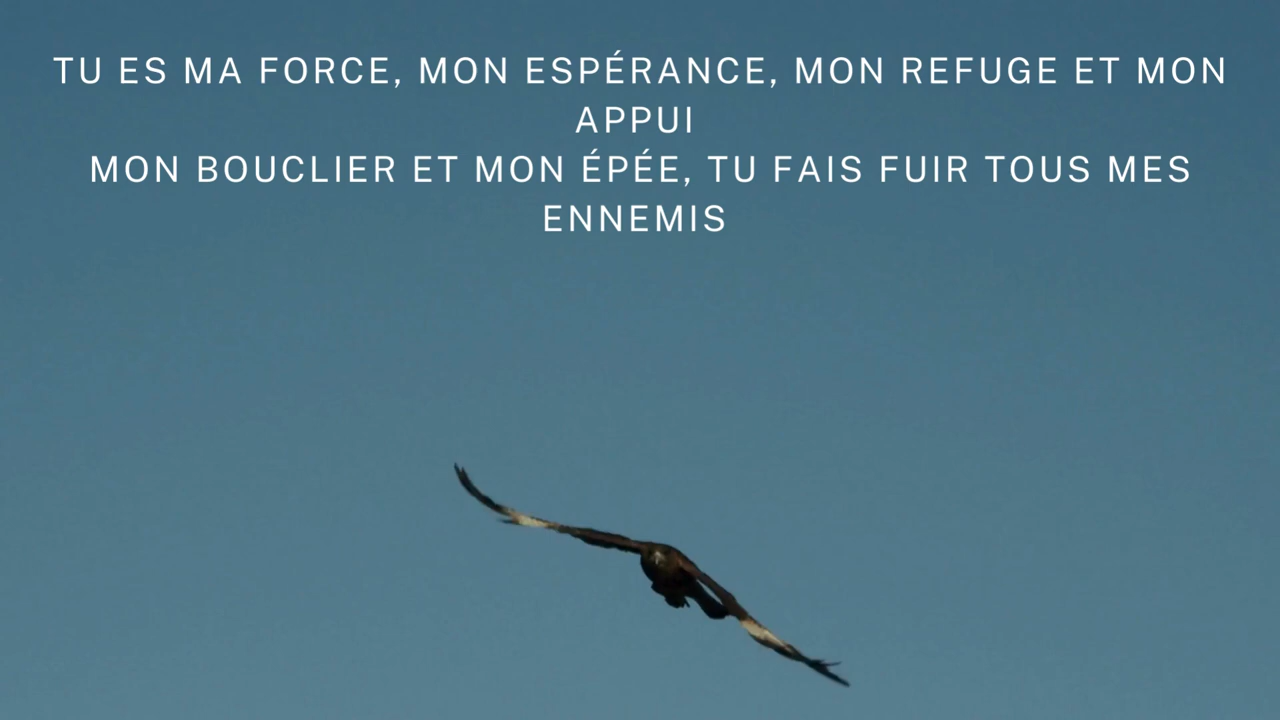 TU ES MA FORCE, MON ESPÉRANCE, MON REFUGE ET MON
APPUI
MON BOUCLIER ET MON ÉPÉE, TU FAIS FUIR TOUS MES
ENNEMIS